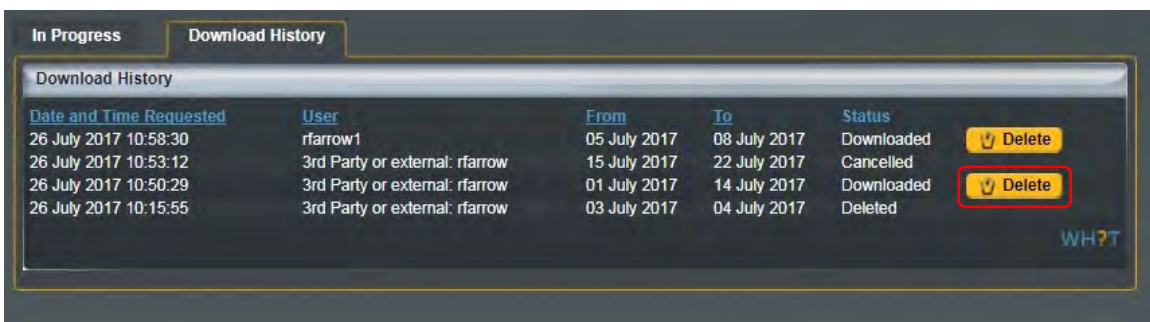 In Progress Download History
Download History
Date and Time Requested User From To Status
26 July 2017 10:58:30 rfarrow1 05 July 2017 08 July 2017 Downloaded Delete
26 July 2017 10:53:12 3rd Party or external: rfarrow 15 July 2017 22 July 2017 Cancelled
26 July 2017 10:50:29 3rd Party or external: rfarrow 01 July 2017 14 July 2017 Downloaded Delete
26 July 2017 10:15:55 3rd Party or external: rfarrow 03 July 2017 04 July 2017 Deleted
WH?T